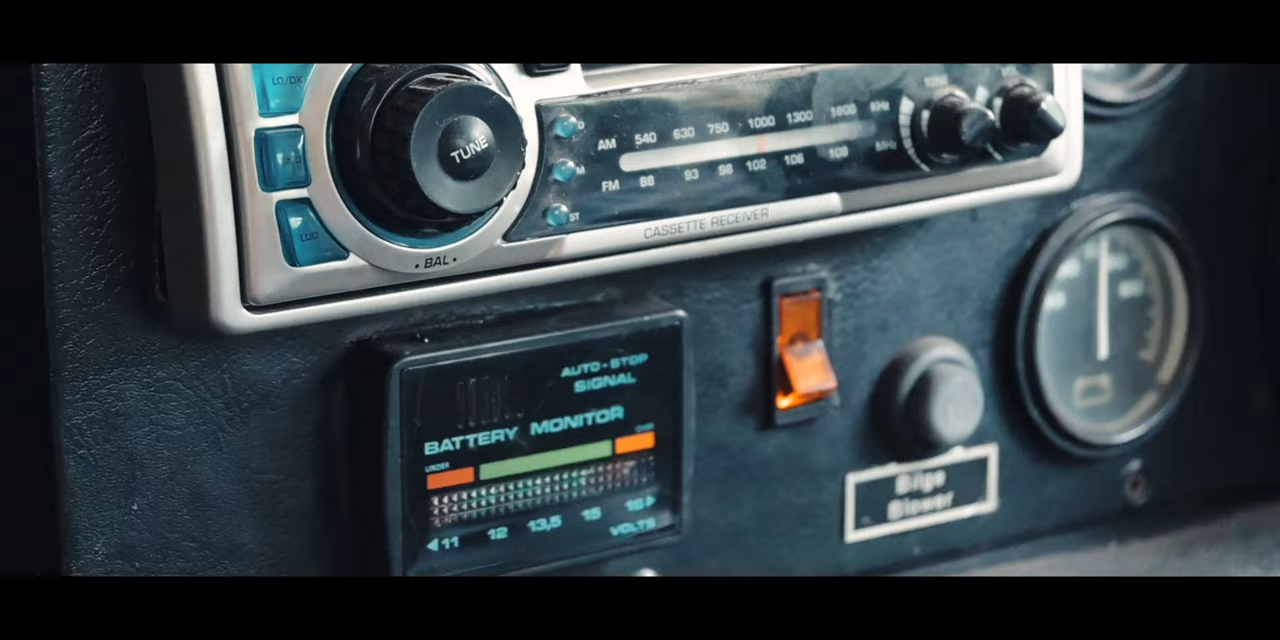 LO/DX
LUD
TUNE
• BAL •
AM 540 630 750 1000 1300 1600 KHz
FM 88 93 98 102 106 108 MHz
ST
CASSETTE RECEIVER
AUTO-STOP
SIGNAL
BATTERY MONITOR
UNDER OVER
11 12 13,5 15 16
VOLTS
Bilge
Blower